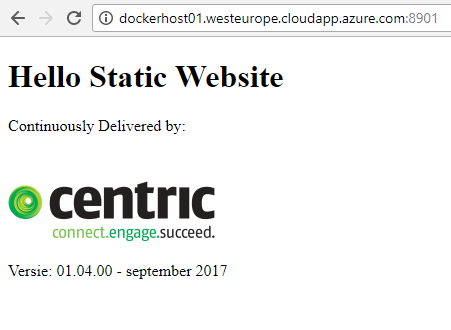 dockerhost01.westeurope.cloudapp.azure.com:8901
Hello Static Website
Continuously Delivered by:
centric
connect.engage.succeed.
Versie: 01.04.00 - september 2017